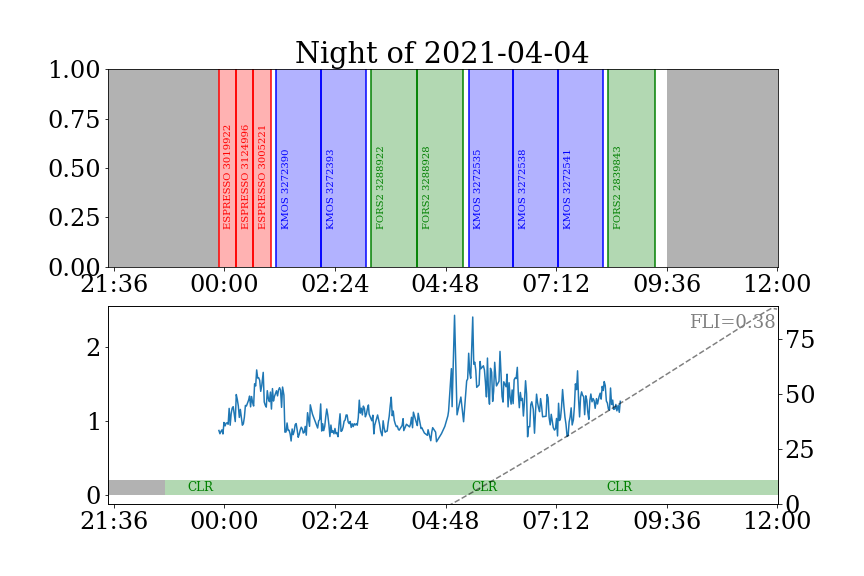 Night of 2021-04-04
1.00
0.75
0.50
0.25
0.00
ESPRESSO 3019922
ESPRESSO 3124996
ESPRESSO 3005221
KMOS 3272390
KMOS 3272393
FORS2 3288922
FORS2 3288928
KMOS 3272535
KMOS 3272538
KMOS 3272541
FORS2 2839843
21:36 00:00 02:24 04:48 07:12 09:36 12:00
FLI=0.38
2
1
0
75
50
25
0
CLR CLR CLR
21:36 00:00 02:24 04:48 07:12 09:36 12:00